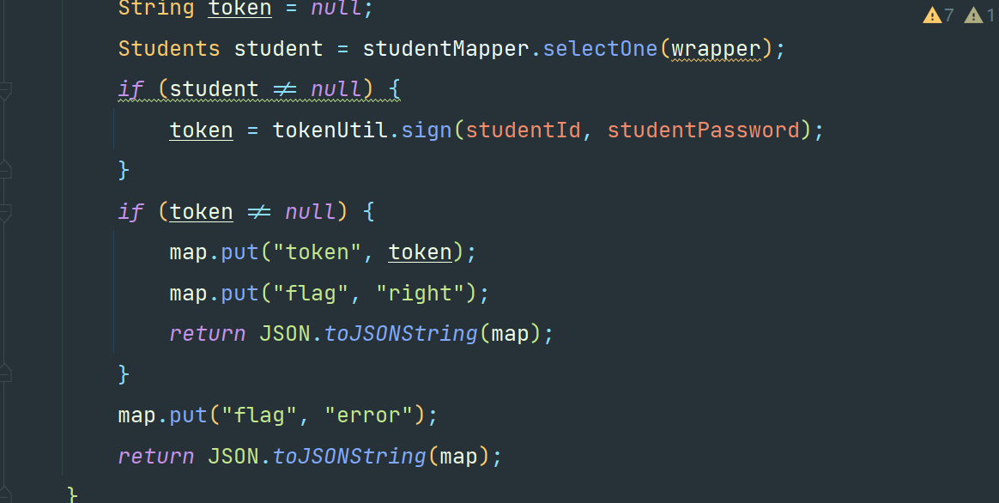 String token = null;
7 1
Students student = studentMapper.selectOne(wrapper);
if (student ≠ null) {
token = tokenUtil.sign(studentId, studentPassword);
}
if (token ≠ null) {
map.put("token", token);
map.put("flag", "right");
return JSON.toJSONString(map);
}
map.put("flag", "error");
return JSON.toJSONString(map);
}